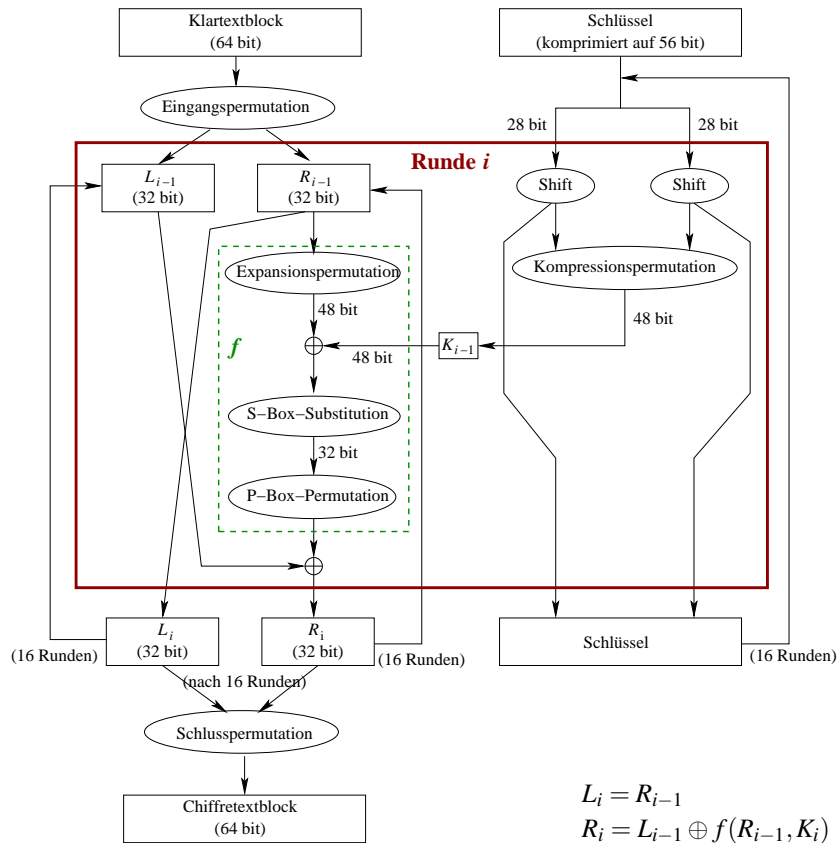 Klartextblock
(64 bit)
Schlüssel
(komprimiert auf 56 bit)
Eingangspermutation
28 bit
28 bit
Runde i
L_{i−1}
(32 bit)
R_{i−1}
(32 bit)
Shift
Shift
Expansionspermutation
Kompressionspermutation
48 bit
48 bit
f
48 bit
K_{i−1}
S−Box−Substitution
32 bit
P−Box−Permutation
L_i
(32 bit)
R_i
(32 bit)
Schlüssel
(16 Runden)
(16 Runden)
(16 Runden)
(nach 16 Runden)
Schlusspermutation
Chiffretextblock
(64 bit)
L_i = R_{i−1}
R_i = L_{i−1} ⊕ f(R_{i−1}, K_i)